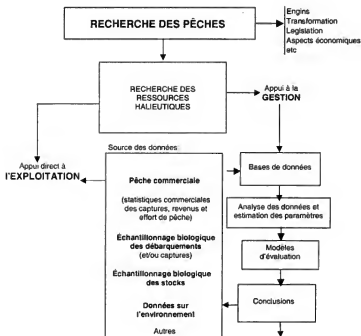 RECHERCHE DES PÊCHES
Engins
Transformation
Legislation
Aspects économiques
etc
RECHERCHE DES
RESSOURCES
HALIEUTIQUES
Appui à la
GESTION
Appui direct à
l'EXPLOITATION
Source des données
Pêche commerciale
(statistiques commerciales
des captures, revenus et
effort de pêche)
Échantillonnage biologique
des débarquements
(et/ou captures)
Échantillonnage biologique
des stocks
Données sur
l'environnement
Autres
Bases de données
Analyse des données et
estimation des paramètres
Modèles
d'évaluation
Conclusions